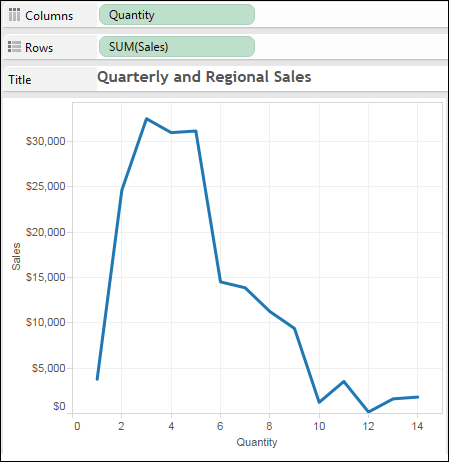 Columns Quantity
Rows SUM(Sales)
Title Quarterly and Regional Sales
$30,000
$25,000
$20,000
$15,000
$10,000
$5,000
$0
Sales
0 2 4 6 8 10 12 14
Quantity